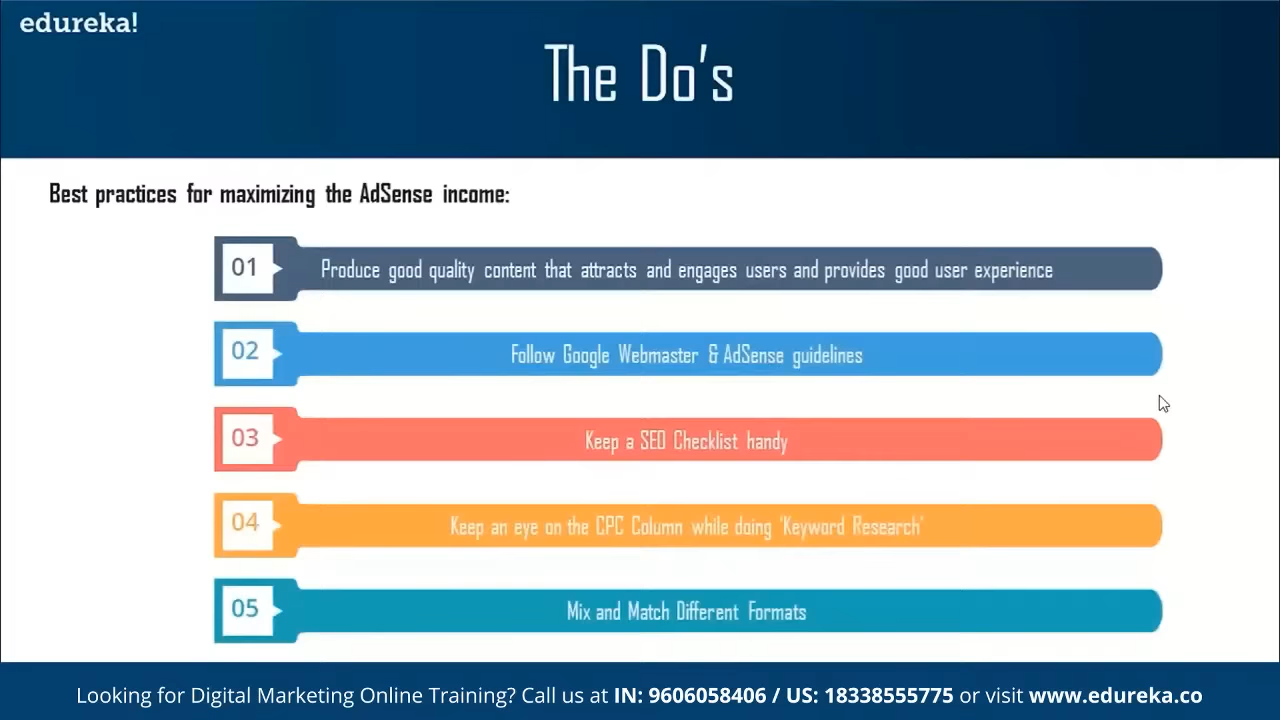 edureka!
The Do's
Best practices for maximizing the AdSense income:
01 Produce good quality content that attracts and engages users and provides good user experience
02 Follow Google Webmaster & AdSense guidelines
03 Keep a SEO Checklist handy
04 Keep an eye on the CPC Column while doing 'Keyword Research'
05 Mix and Match Different Formats
Looking for Digital Marketing Online Training? Call us at IN: 9606058406 / US: 18338555775 or visit www.edureka.co